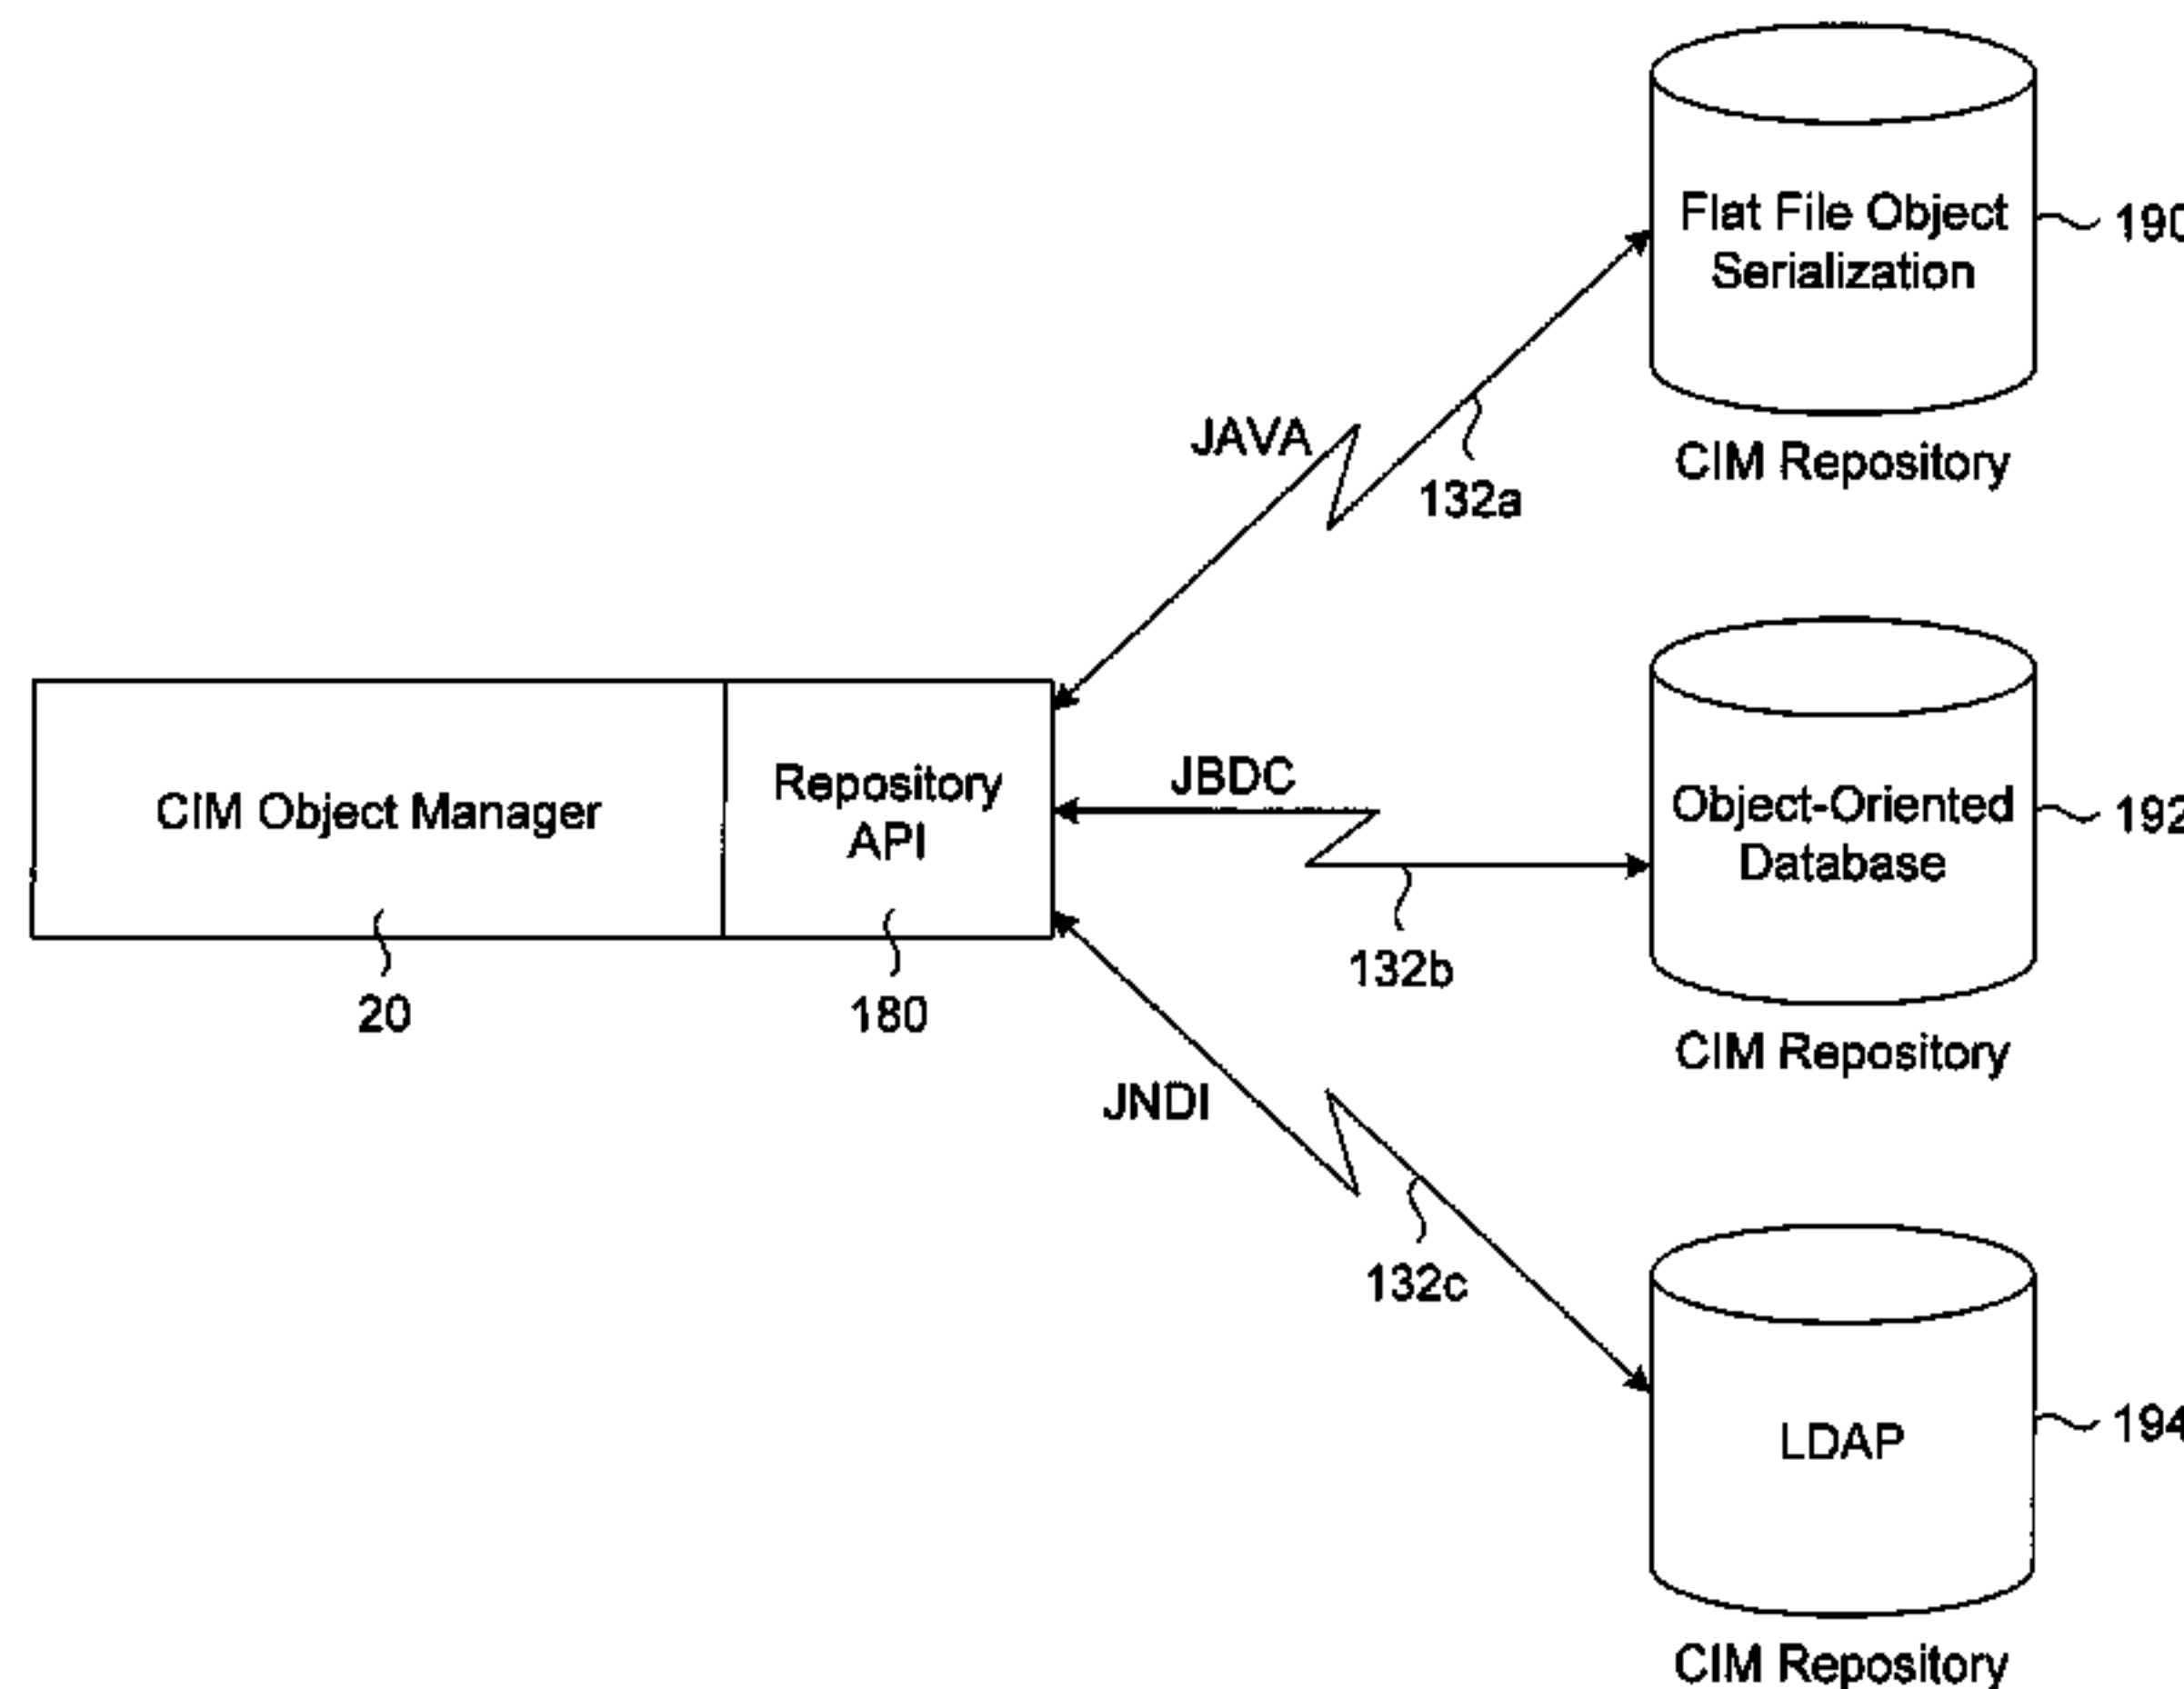 Flat File Object
Serialization
190
CIM Repository
JAVA
132a
CIM Object Manager
Repository
API
20
180
JBDC
132b
Object-Oriented
Database
192
CIM Repository
JNDI
132c
LDAP
194
CIM Repository